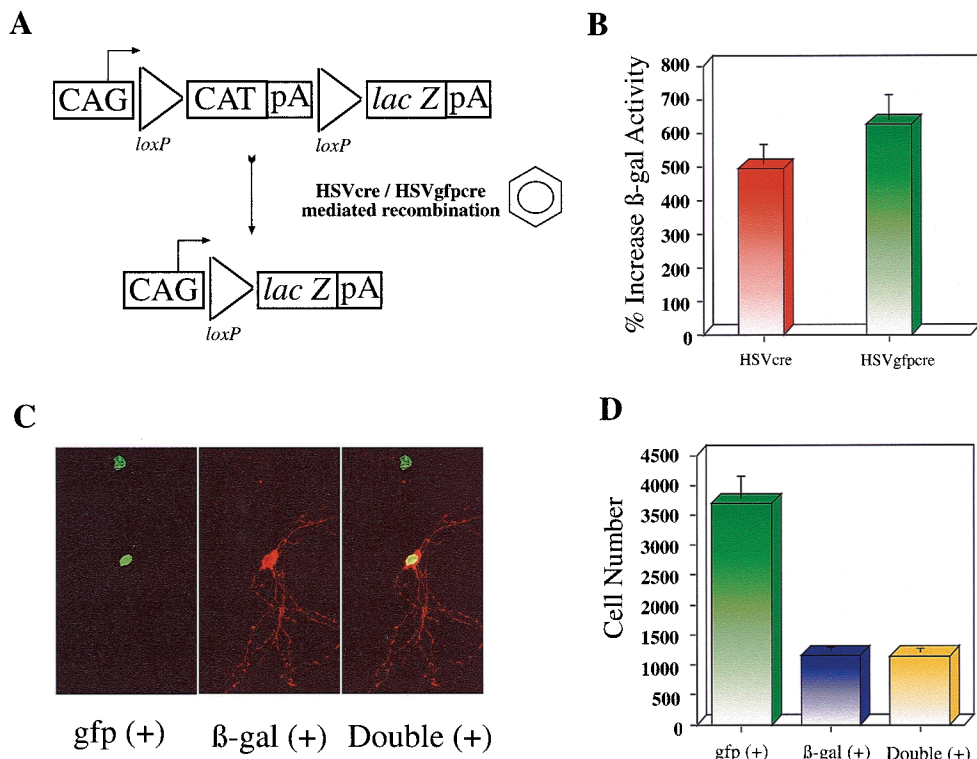 A
CAG
CAT
pA
lac Z
pA
loxP
loxP
HSVcre / HSVgfpcre
mediated recombination
CAG
lac Z
pA
loxP
B
% Increase ß-gal Activity
800
700
600
500
400
300
200
100
0
HSVcre
HSVgfpcre
C
gfp (+)
ß-gal (+)
Double (+)
D
Cell Number
4500
4000
3500
3000
2500
2000
1500
1000
500
0
gfp (+)
ß-gal (+)
Double (+)